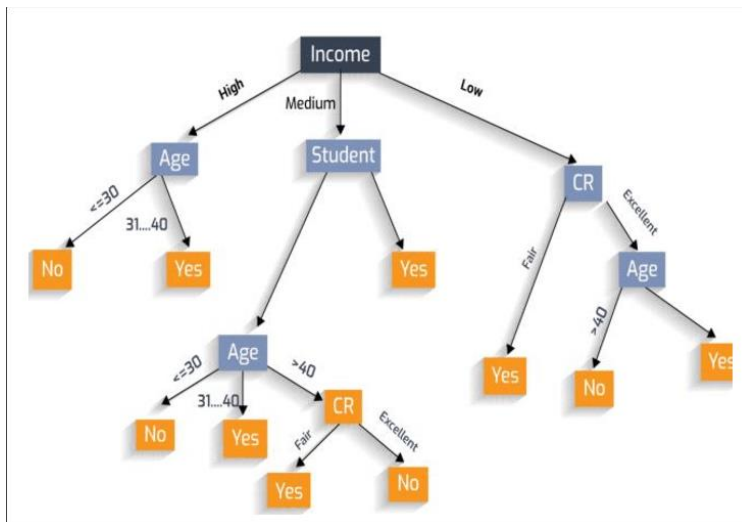 Income
High
Medium
Low
Age
Student
CR
<=30
31....40
Fair
Excellent
No
Yes
Yes
Age
Age
>40
<=30
31....40
>40
Yes
No
Yes
No
Yes
CR
Fair
Excellent
Yes
No